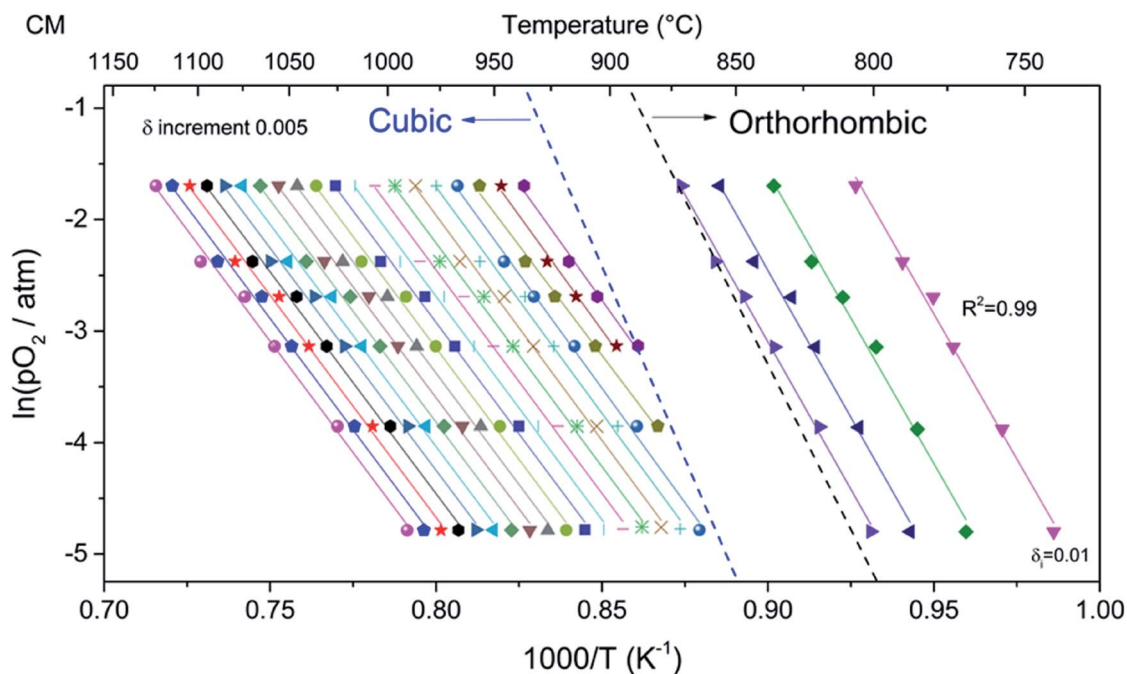 CM
Temperature (°C)
1150 1100 1050 1000 950 900 850 800 750
-1
-2
-3
-4
-5
ln(pO₂ / atm)
δ increment 0.005
Cubic
Orthorhombic
R²=0.99
δᵢ=0.01
0.70 0.75 0.80 0.85 0.90 0.95 1.00
1000/T (K⁻¹)